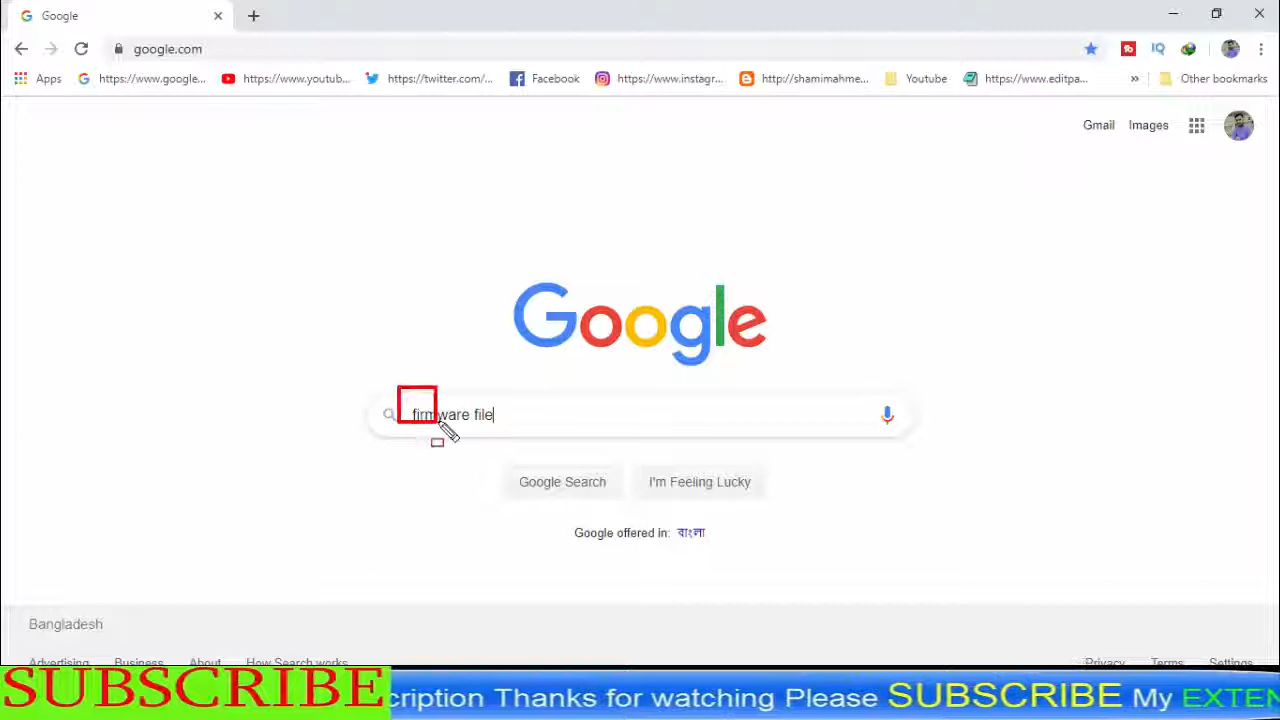 Google
google.com
Apps https://www.google... https://www.youtub... https://twitter.com/... Facebook https://www.instagr... http://shamimahme... Youtube https://www.editpa... » Other bookmarks
Gmail Images
Google
firmware file
Google Search I'm Feeling Lucky
Google offered in: বাংলা
Bangladesh
Advertising Business About How Search works Privacy Terms Settings
SUBSCRIBE cription Thanks for watching Please SUBSCRIBE My EXTEN